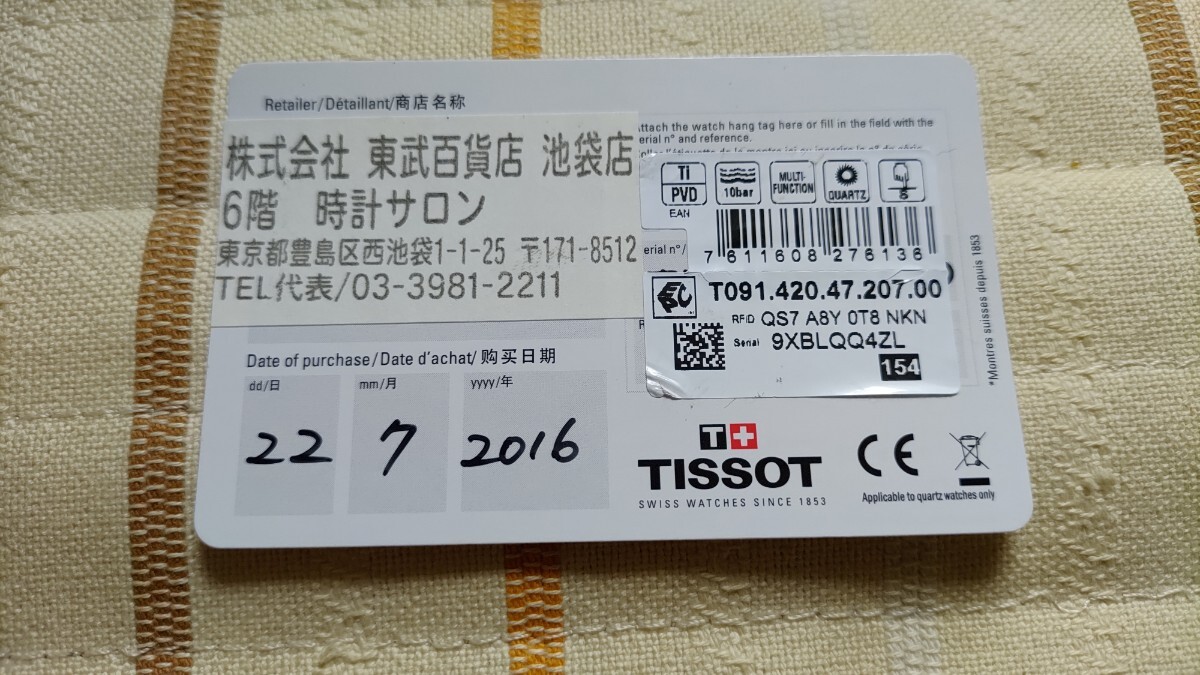 Retailer/Détaillant/商店名称
株式会社 東武百貨店 池袋店
6階 時計サロン
東京都豊島区西池袋1-1-25 〒171-8512
TEL代表/03-3981-2211
Attach the watch hang tag here or fill in the field with the
serial n° and reference.
Ti
PVD
10bar
MULTI-
FUNCTION
QUARTZ
EAN
erial n°/
7 611608 276136
T091.420.47.207.00
RFiD QS7 A8Y 0T8 NKN
Serial 9XBLQQ4ZL
154
*Montres suisses depuis 1853
Date of purchase/Date d'achat/购买日期
dd/日
mm/月
yyyy/年
22
7
2016
T+
TISSOT
SWISS WATCHES SINCE 1853
CE
Applicable to quartz watches only